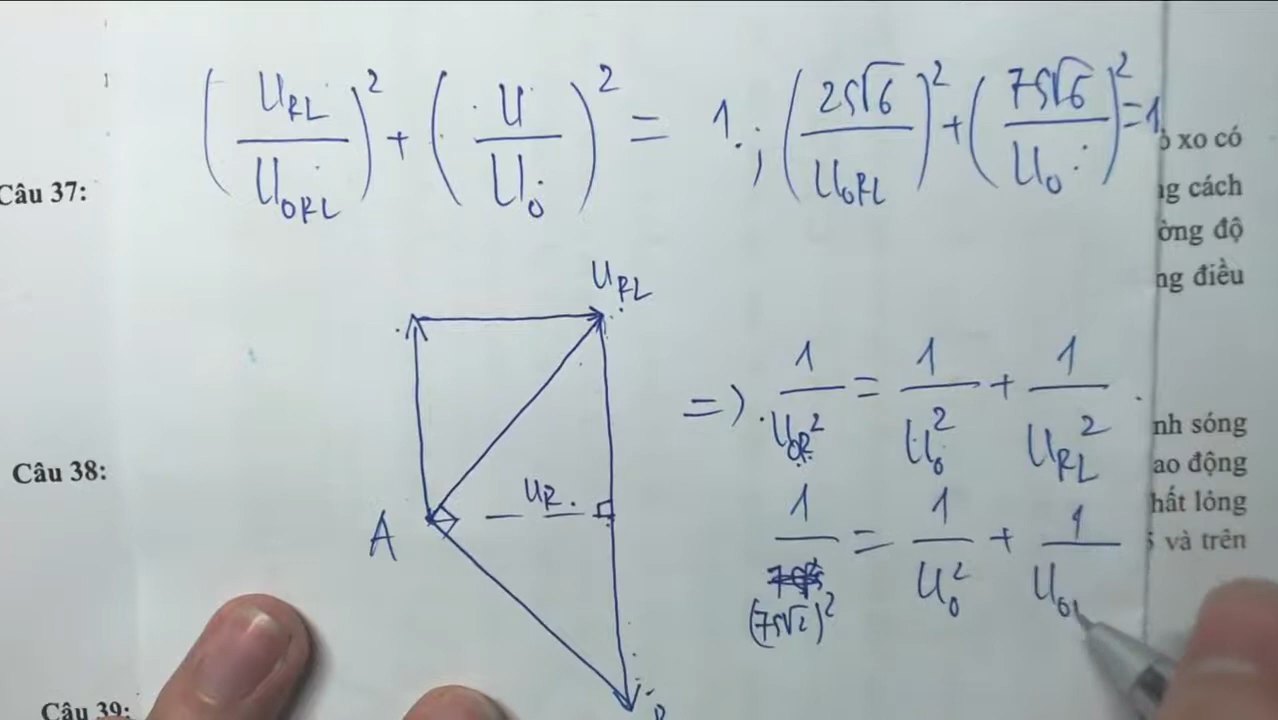 (U_RL/U_0RL)² + (U/U_0)² = 1. ; (25√6/U_0RL)² + (75√6/U_0)² = 1
xo có
Câu 37:
ng cách
ờng độ
ng điều
U_RL
=> 1/U_0R² = 1/U_0² + 1/U_RL²
nh sóng
Câu 38:
ao động
U_R.
hất lỏng
A
1/(75√2)² = 1/U_0² + 1/U_0
và trên
Câu 39: